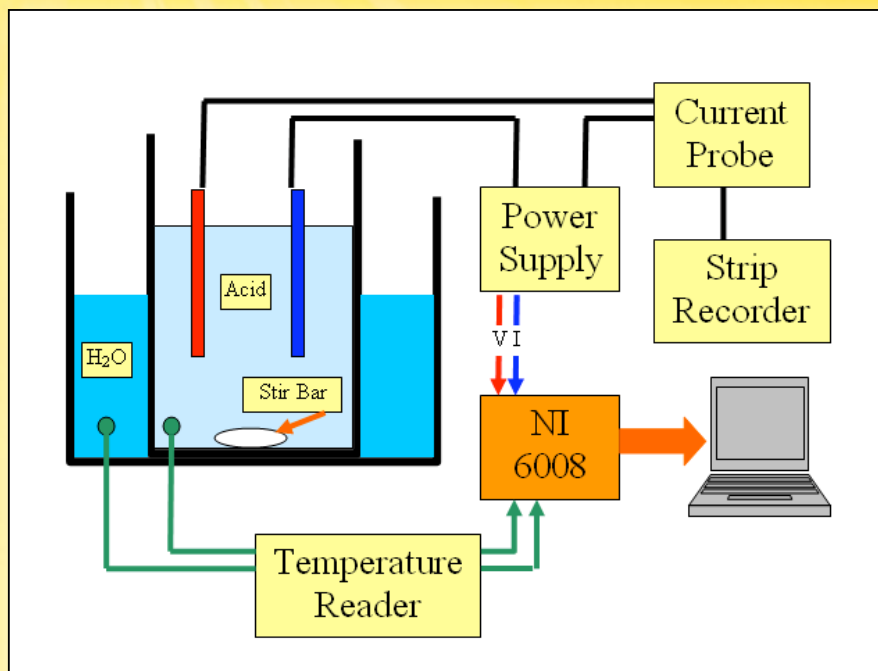 Current
Probe
Power
Supply
Strip
Recorder
Acid
H₂O
Stir Bar
V I
NI
6008
Temperature
Reader